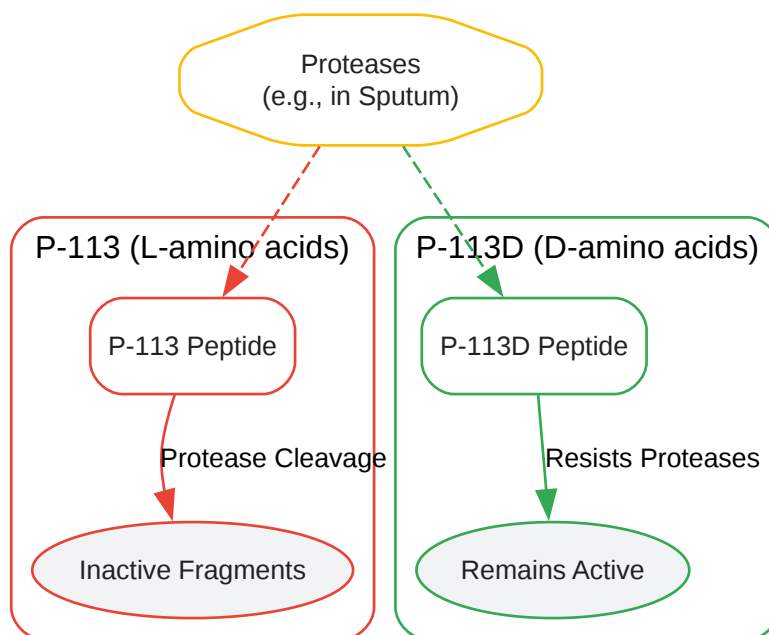 Proteases
(e.g., in Sputum)
P-113 (L-amino acids)
P-113D (D-amino acids)
P-113 Peptide
P-113D Peptide
Protease Cleavage
Resists Proteases
Inactive Fragments
Remains Active